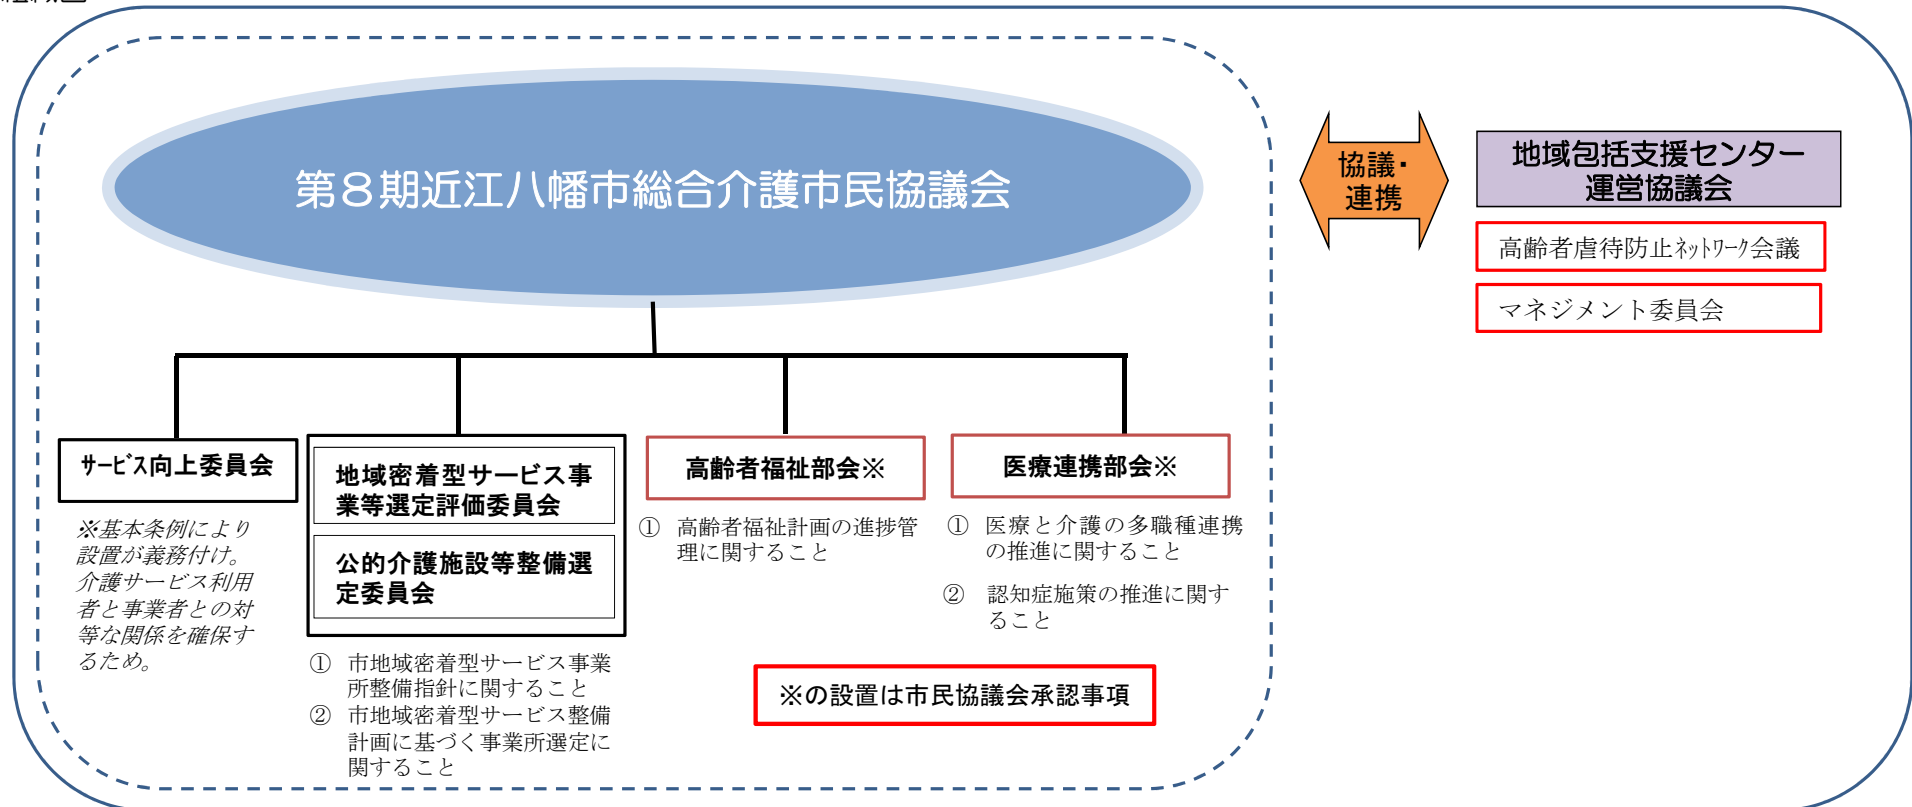 第８期近江八幡市総合介護市民協議会
協議・
連携
地域包括支援センター
運営協議会
高齢者虐待防止ﾈｯﾄﾜｰｸ会議
マネジメント委員会
ｻｰﾋﾞｽ向上委員会
※基本条例により
設置が義務付け。
介護サービス利用
者と事業者との対
等な関係を確保す
るため。
地域密着型サービス事
業等選定評価委員会
公的介護施設等整備選
定委員会
① 市地域密着型サービス事業
所整備指針に関すること
② 市地域密着型サービス整備
計画に基づく事業所選定に
関すること
高齢者福祉部会※
① 高齢者福祉計画の進捗管
理に関すること
医療連携部会※
① 医療と介護の多職種連携
の推進に関すること
② 認知症施策の推進に関す
ること
※の設置は市民協議会承認事項